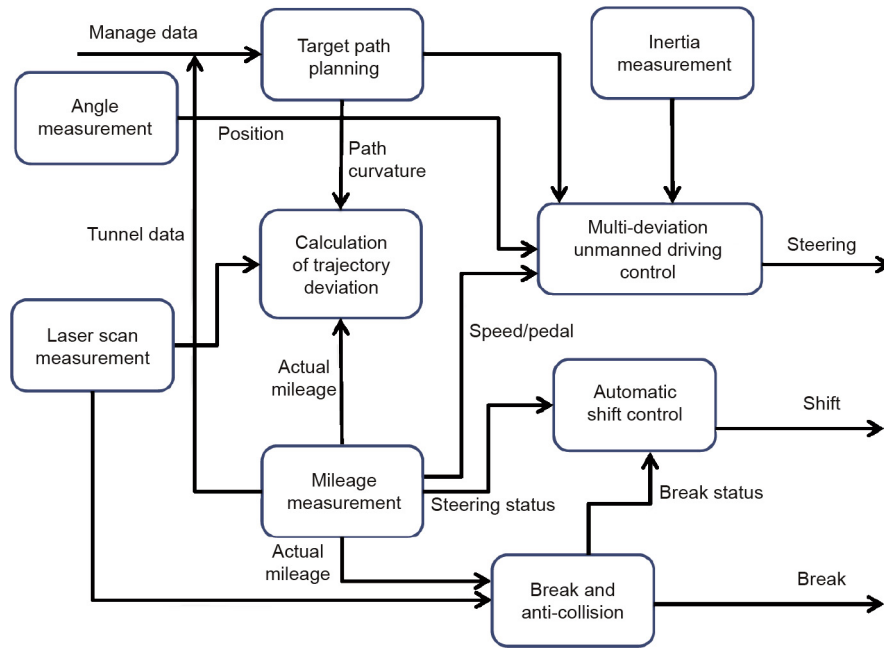 Manage data
Target path
planning
Inertia
measurement
Angle
measurement
Position
Path
curvature
Tunnel data
Calculation
of trajectory
deviation
Multi-deviation
unmanned driving
control
Steering
Laser scan
measurement
Speed/pedal
Actual
mileage
Automatic
shift control
Shift
Mileage
measurement
Steering status
Break status
Actual
mileage
Break and
anti-collision
Break